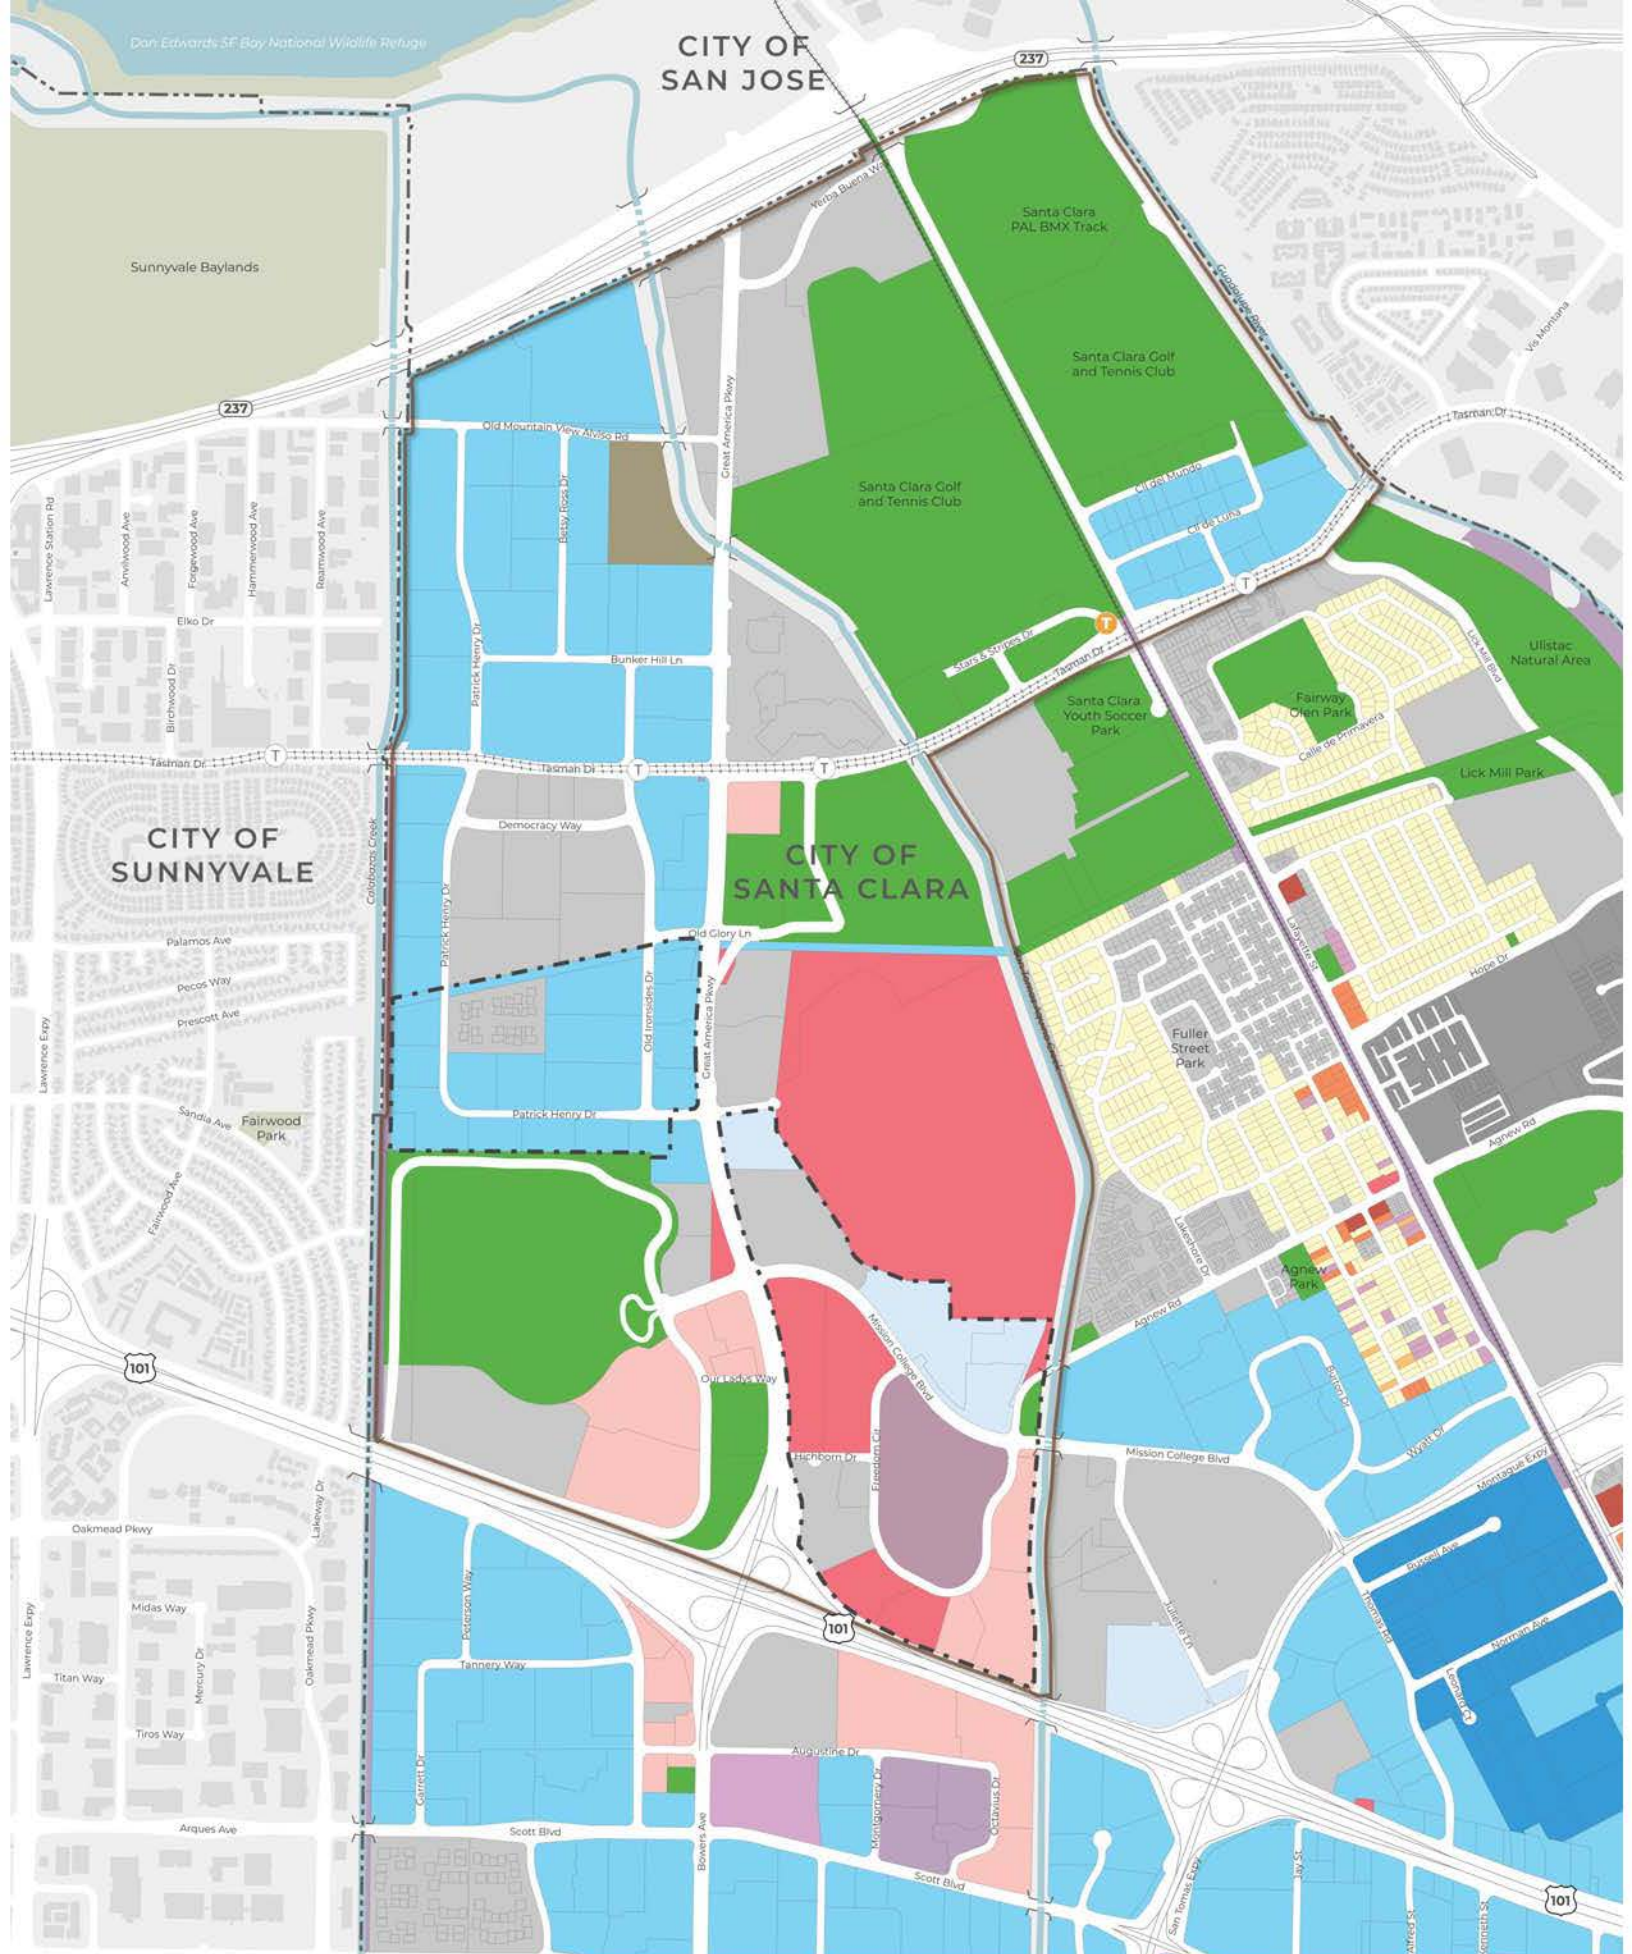 Don Edwards SF Bay National Wildlife Refuge
CITY OF
SAN JOSE
237
Yerba Buena Way
Santa Clara
PAL BMX Track
Guadalupe River
Sunnyvale Baylands
Vis Montana
Santa Clara Golf
and Tennis Club
Great America Pkwy
237
Tasman Dr
Old Mountain View Alviso Rd
Cll del Mundo
Santa Clara Golf
and Tennis Club
Betsy Ross Dr
Cll de Luna
Lawrence Station Rd
Anvilwood Ave
Forgewood Ave
Hammerwood Ave
Reamwood Ave
T
Elko Dr
T
Stars & Stripes Dr
Tasman Dr
Lick Mill Blvd
Ulistac
Natural Area
Patrick Henry Dr
Bunker Hill Ln
Birchwood Dr
Santa Clara
Youth Soccer
Park
Fairway
Glen Park
Calle de Primavera
T
Tasman Dr
Tasman Dr
T
T
Lick Mill Park
CITY OF
SUNNYVALE
Calabazas Creek
Democracy Way
CITY OF
SANTA CLARA
Patrick Henry Dr
Lafayette St
Palamos Ave
Old Glory Ln
Hope Dr
Pecos Way
Prescott Ave
Old Ironsides Dr
Great America Pkwy
Fuller
Street
Park
Lawrence Expy
Sandia Ave
Fairwood
Park
Patrick Henry Dr
Agnew Rd
Fairwood Ave
Lakeshore Dr
Agnew
Park
Agnew Rd
101
Mission College Blvd
Our Ladys Way
Burton Dr
Hichborn Dr
Freedom Cir
Mission College Blvd
Wyatt Dr
Montague Expy
Oakmead Pkwy
Lakeway Dr
Russell Ave
Lawrence Expy
Midas Way
Peterson Way
101
Juliette Ln
Thomas Rd
Norman Ave
Titan Way
Mercury Dr
Oakmead Pkwy
Tannery Way
Leonard Ct
Tiros Way
Garrett Dr
Augustine Dr
Montgomery Dr
Octavius Dr
Arques Ave
Scott Blvd
Bowers Ave
Scott Blvd
San Tomas Expy
Jay St
Alfred St
Kenneth St
101